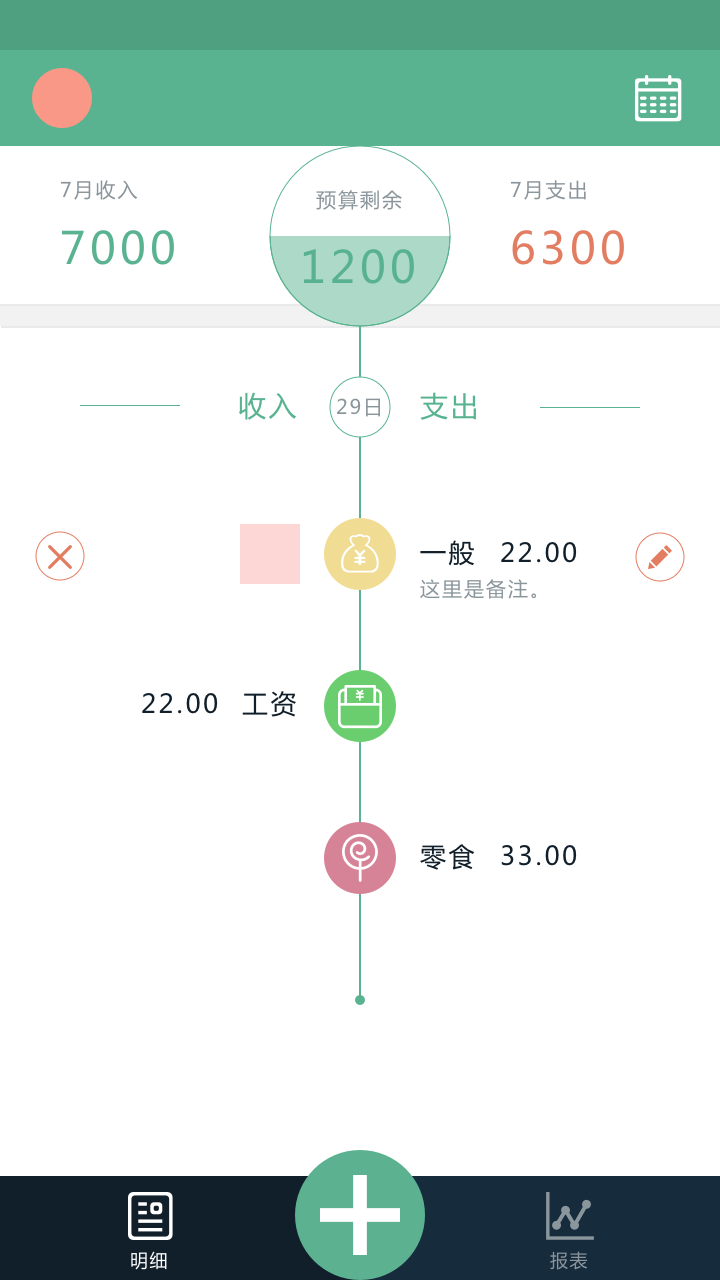 7月收入
7000
预算剩余
1200
7月支出
6300
收入 29日 支出
¥ 一般 22.00
这里是备注。
22.00 工资 ¥
零食 33.00
明细
报表